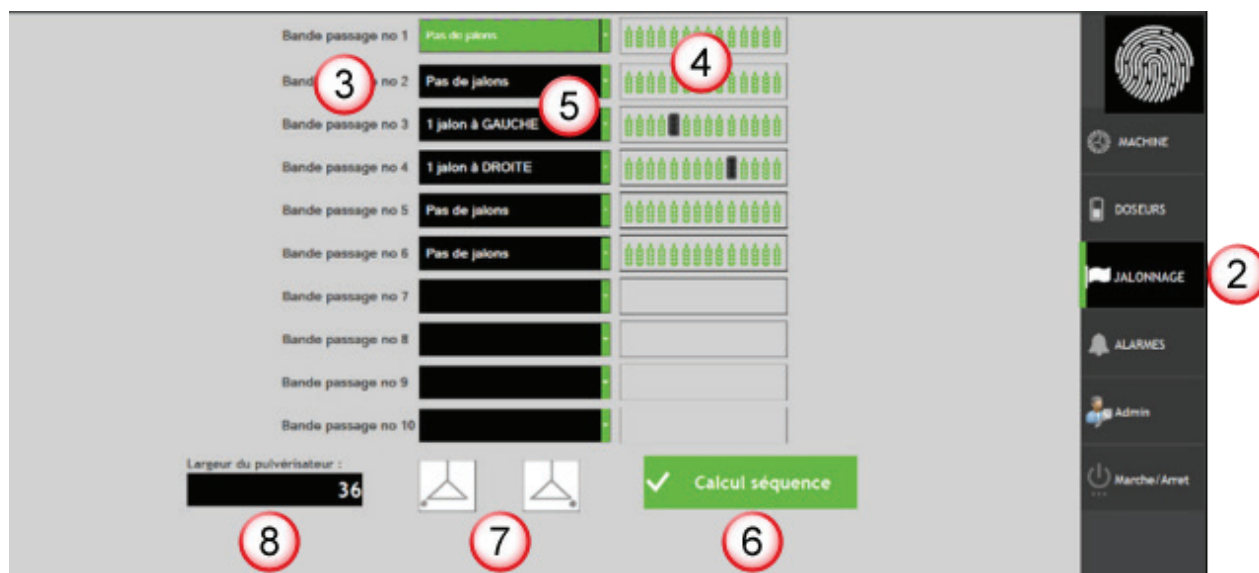 Bande passage no 1 Pas de jalons
Bande no 2 Pas de jalons
Bande passage no 3 1 jalon à GAUCHE
Bande passage no 4 1 jalon à DROITE
Bande passage no 5 Pas de jalons
Bande passage no 6 Pas de jalons
Bande passage no 7
Bande passage no 8
Bande passage no 9
Bande passage no 10
Largeur du pulvérisateur :
36
Calcul séquence
MACHINE
DOSEURS
JALONNAGE
ALARMES
Admin
Marche/Arret
3
4
5
2
8
7
6